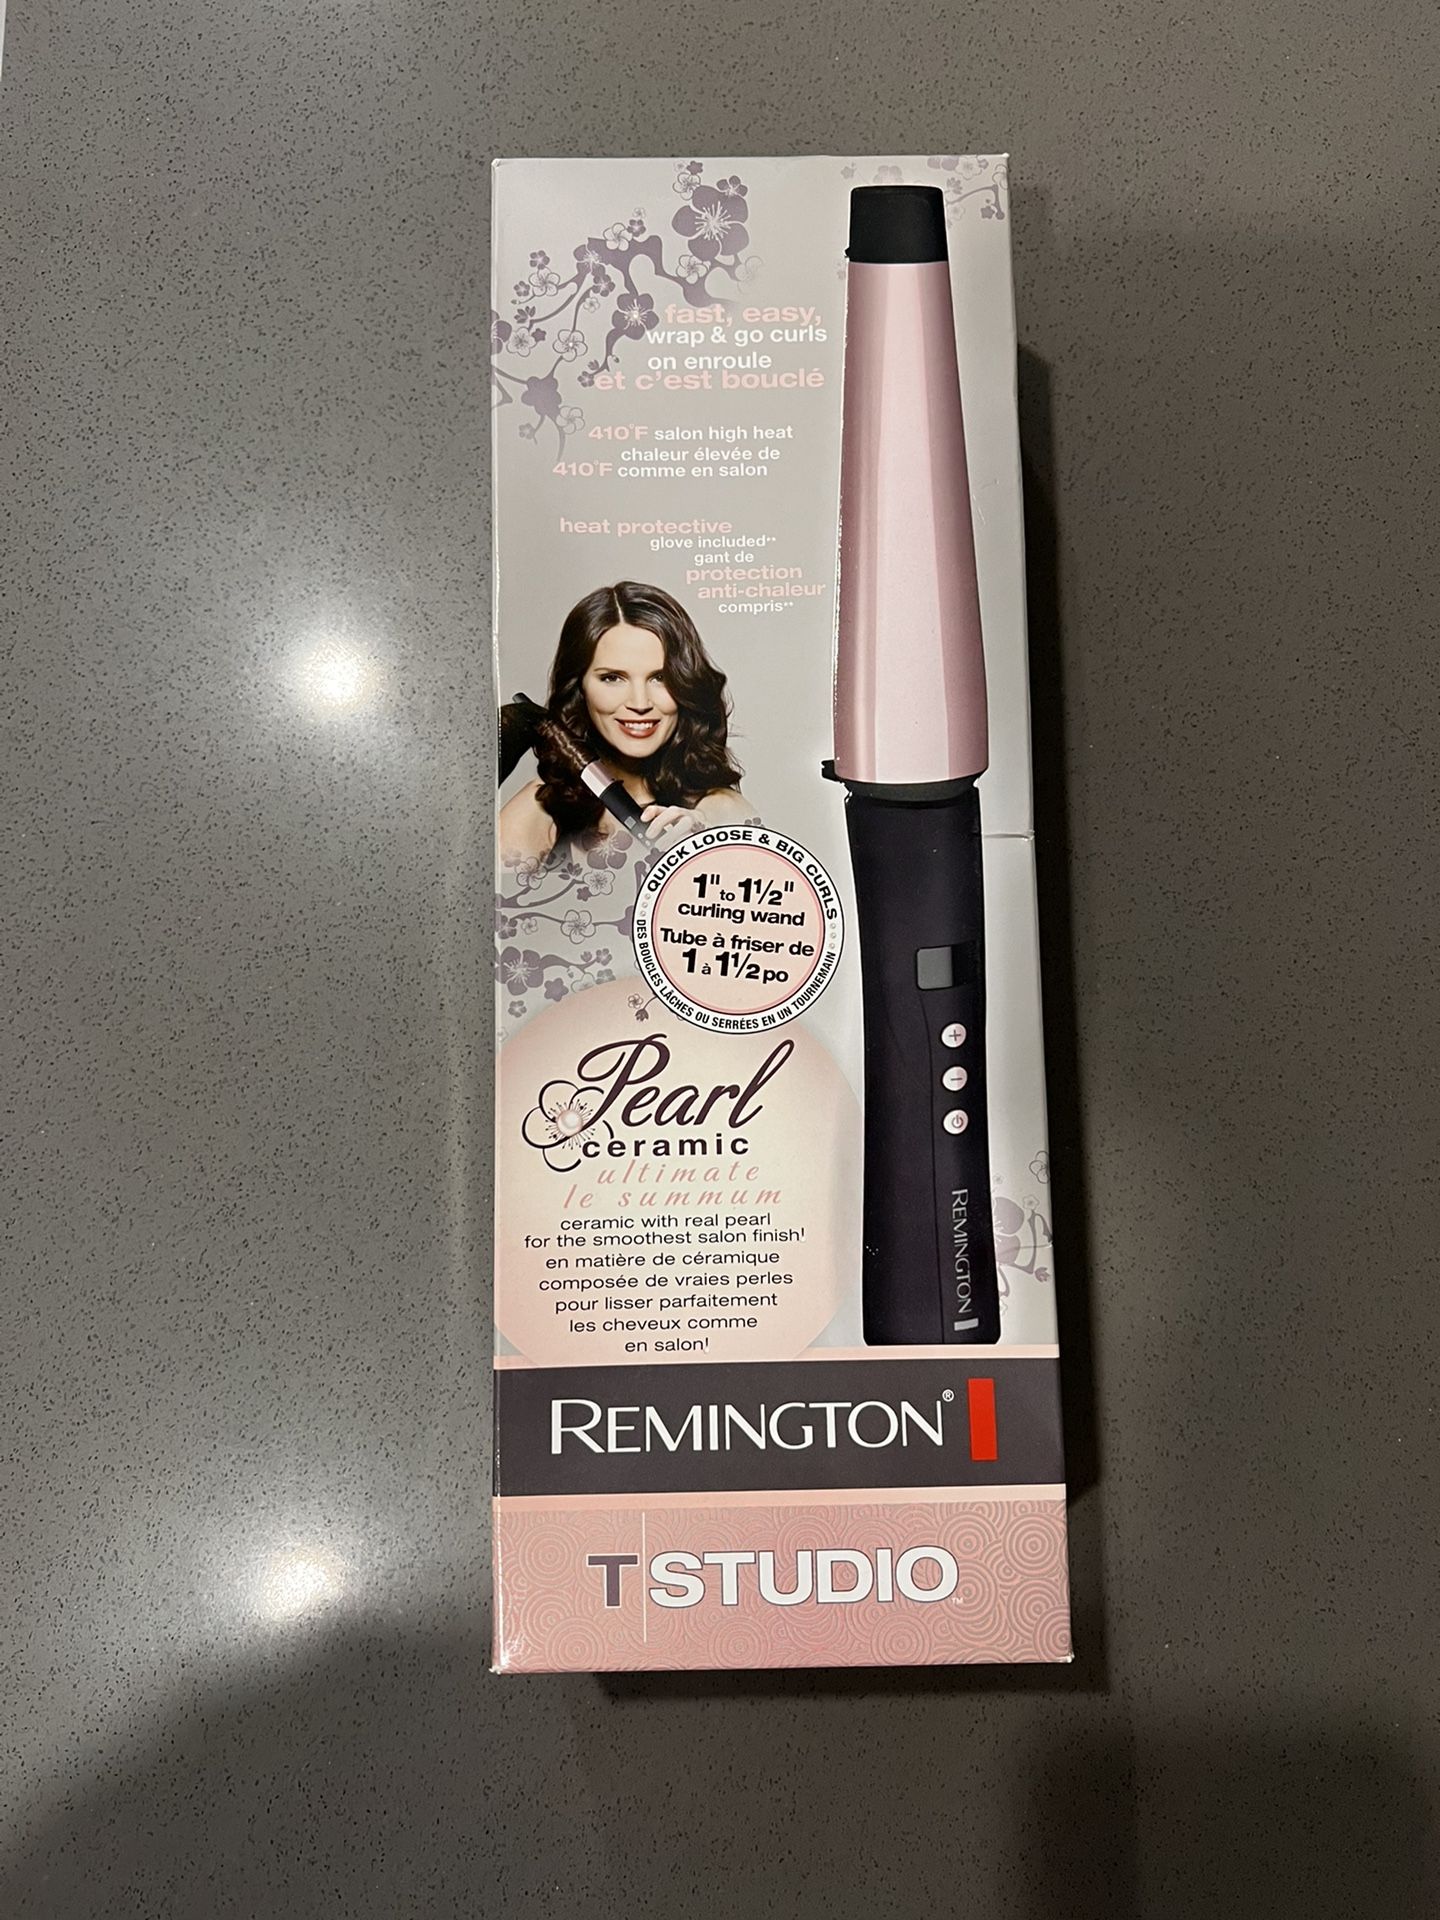 fast, easy,
wrap & go curls
on enroule
et c'est bouclé
410°F salon high heat
chaleur élevée de
410°F comme en salon
heat protective
glove included**
gant de
protection
anti-chaleur
compris**
QUICK LOOSE & BIG CURLS
1" to 1½"
curling wand
Tube à friser de
1 à 1½ po
DES BOUCLES LÂCHES OU SERRÉES EN UN TOURNEMAIN
Pearl
ceramic
ultimate
le summum
ceramic with real pearl
for the smoothest salon finish!
en matière de céramique
composée de vraies perles
pour lisser parfaitement
les cheveux comme
en salon!
REMINGTON
REMINGTON®
T|STUDIO™